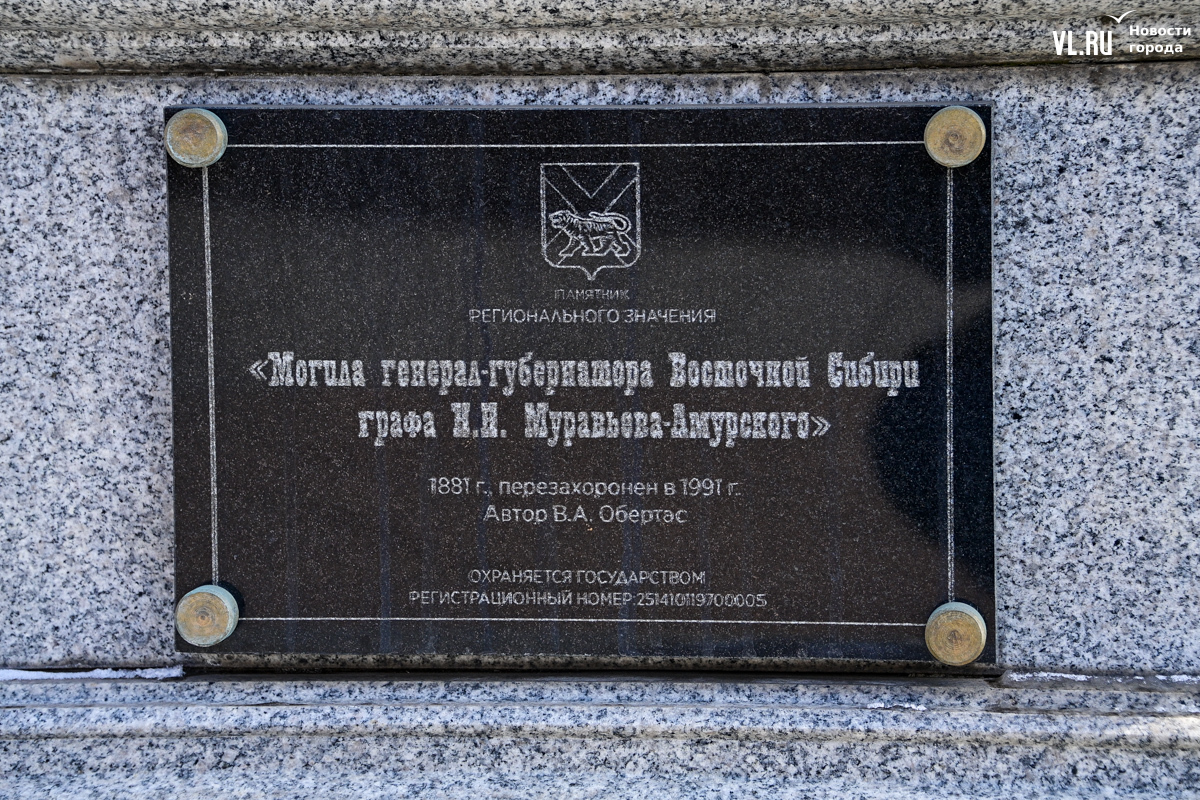 VL.RU Новости
города
ПАМЯТНИК
РЕГИОНАЛЬНОГО ЗНАЧЕНИЯ
«Могила генерал-губернатора Восточной Сибири
графа Н.Н. Муравьева-Амурского»
1881 г., перезахоронен в 1991 г.
Автор В.А. Обертас
ОХРАНЯЕТСЯ ГОСУДАРСТВОМ
РЕГИСТРАЦИОННЫЙ НОМЕР:251410119700005